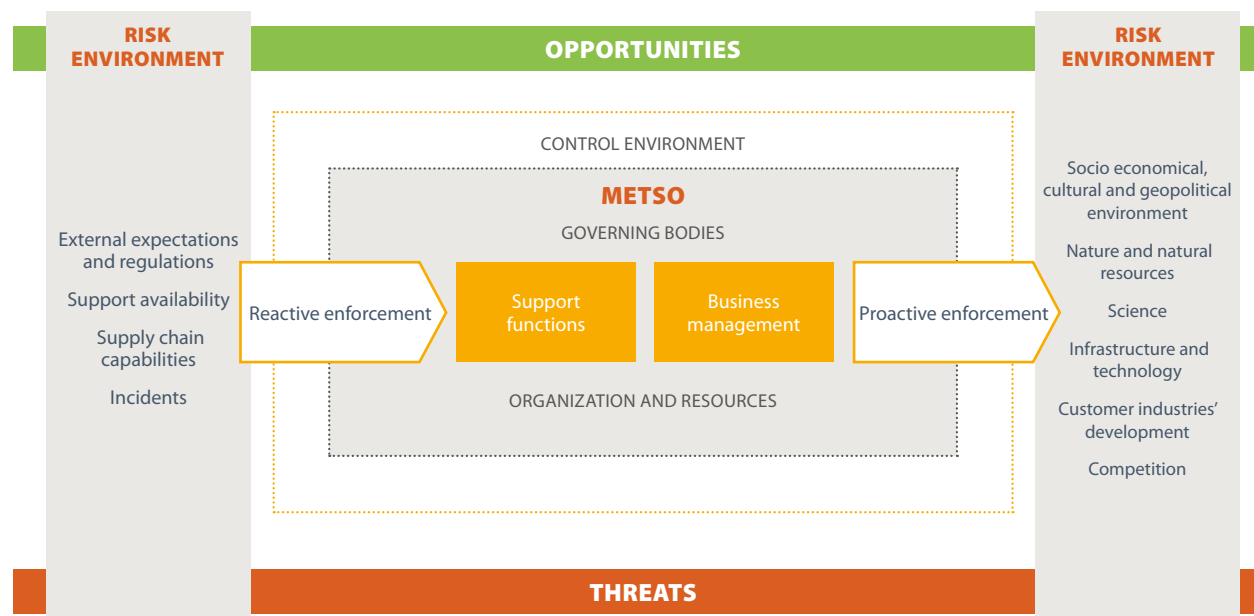 RISK
ENVIRONMENT
OPPORTUNITIES
RISK
ENVIRONMENT
External expectations
and regulations
Support availability
Supply chain
capabilities
Incidents
CONTROL ENVIRONMENT
METSO
GOVERNING BODIES
Reactive enforcement
Support
functions
Business
management
Proactive enforcement
ORGANIZATION AND RESOURCES
Socio economical,
cultural and geopolitical
environment
Nature and natural
resources
Science
Infrastructure and
technology
Customer industries’
development
Competition
THREATS